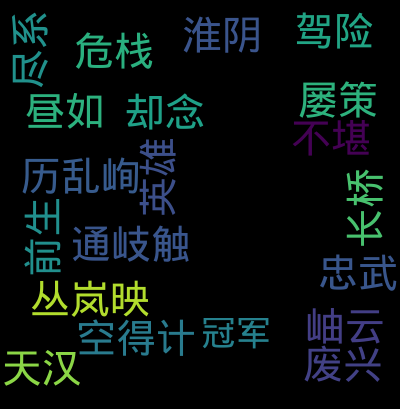 尽系
危栈
淮阴
驾险
昼如
却念
屡策
不堪
历乱峋
英雄
长桥
前生
通岐触
忠武
丛岚映
空得计
冠军
岫云
废兴
天汉